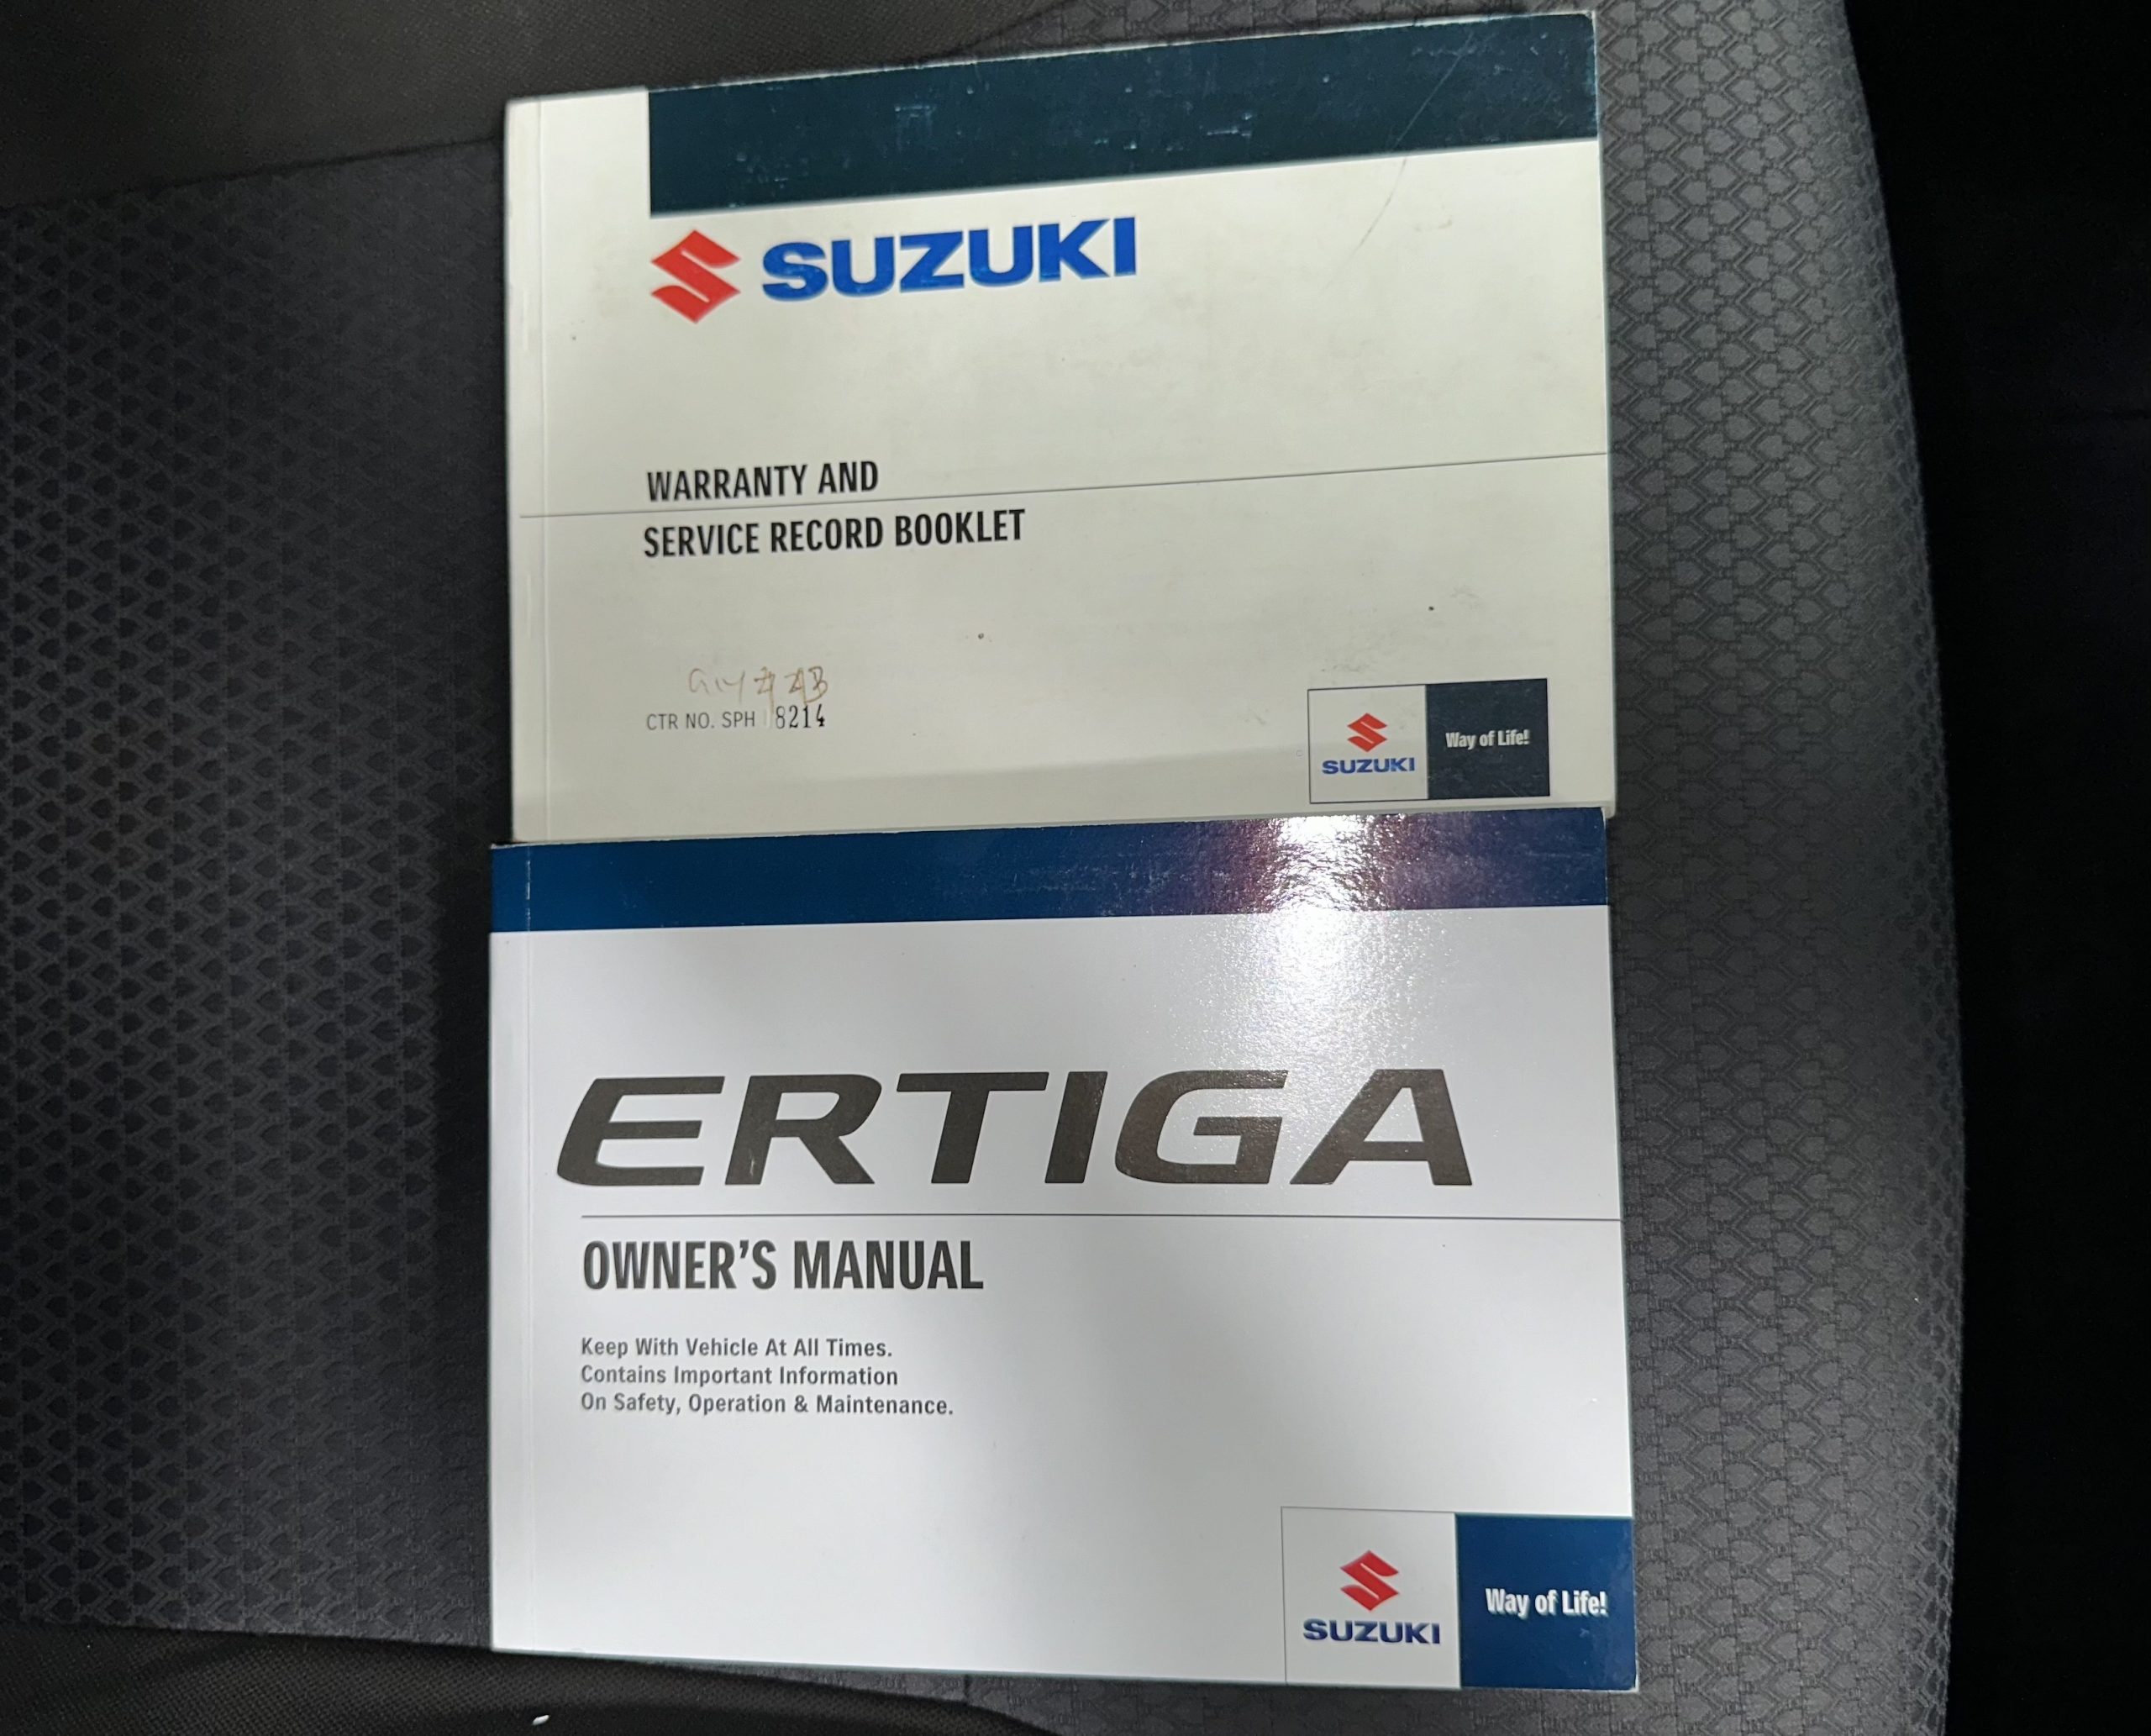 SUZUKI
WARRANTY AND
SERVICE RECORD BOOKLET
CTR NO. SPH 8214
SUZUKI
Way of Life!
ERTIGA
OWNER'S MANUAL
Keep With Vehicle At All Times.
Contains Important Information
On Safety, Operation & Maintenance.
SUZUKI
Way of Life!